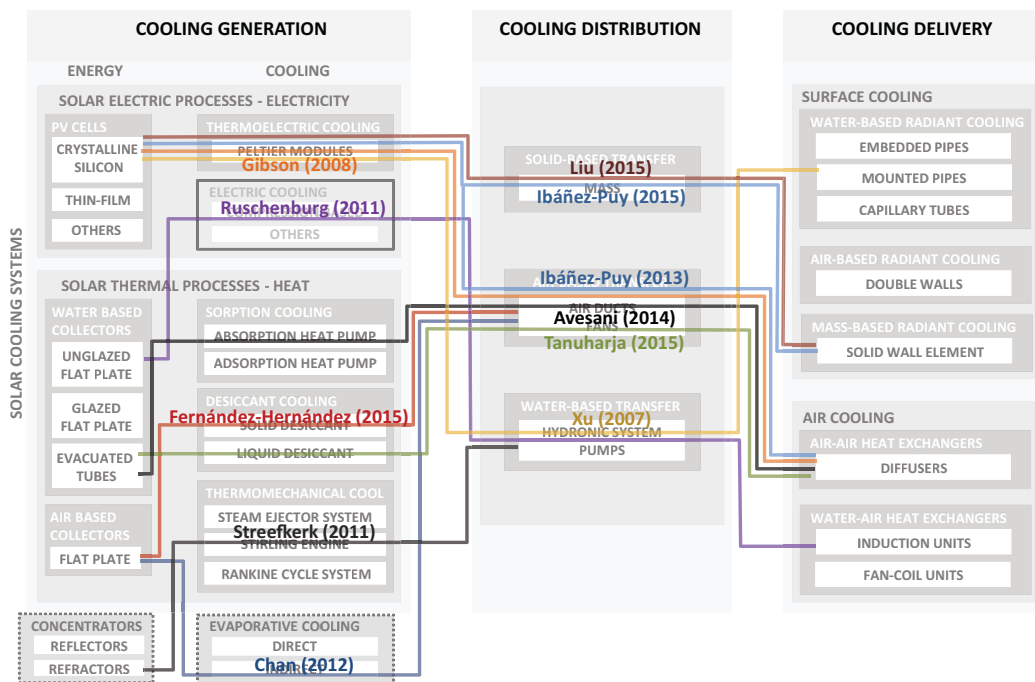 COOLING GENERATION
COOLING DISTRIBUTION
COOLING DELIVERY
SOLAR COOLING SYSTEMS
ENERGY
COOLING
SOLAR ELECTRIC PROCESSES - ELECTRICITY
PV CELLS
CRYSTALLINE
SILICON
THIN-FILM
OTHERS
THERMOELECTRIC COOLING
PELTIER MODULES
Gibson (2008)
ELECTRIC COOLING
Ruschenburg (2011)
OTHERS
SOLAR THERMAL PROCESSES - HEAT
WATER BASED
COLLECTORS
UNGLAZED
FLAT PLATE
GLAZED
FLAT PLATE
EVACUATED
TUBES
AIR BASED
COLLECTORS
FLAT PLATE
SORPTION COOLING
ABSORPTION HEAT PUMP
ADSORPTION HEAT PUMP
DESICCANT COOLING
Fernández-Hernández (2015)
SOLID DESICCANT
LIQUID DESICCANT
THERMOMECHANICAL COOL
STEAM EJECTOR SYSTEM
Streefkerk (2011)
STIRLING ENGINE
RANKINE CYCLE SYSTEM
CONCENTRATORS
REFLECTORS
REFRACTORS
EVAPORATIVE COOLING
DIRECT
Chan (2012)
INDIRECT
SOLID-BASED TRANSFER
Liu (2015)
MASS
Ibáñez-Puy (2015)
Ibáñez-Puy (2013)
AIR DUCTS
Avesani (2014)
FANS
Tanuharja (2015)
WATER-BASED TRANSFER
Xu (2007)
HYDRONIC SYSTEM
PUMPS
SURFACE COOLING
WATER-BASED RADIANT COOLING
EMBEDDED PIPES
MOUNTED PIPES
CAPILLARY TUBES
AIR-BASED RADIANT COOLING
DOUBLE WALLS
MASS-BASED RADIANT COOLING
SOLID WALL ELEMENT
AIR COOLING
AIR-AIR HEAT EXCHANGERS
DIFFUSERS
WATER-AIR HEAT EXCHANGERS
INDUCTION UNITS
FAN-COIL UNITS